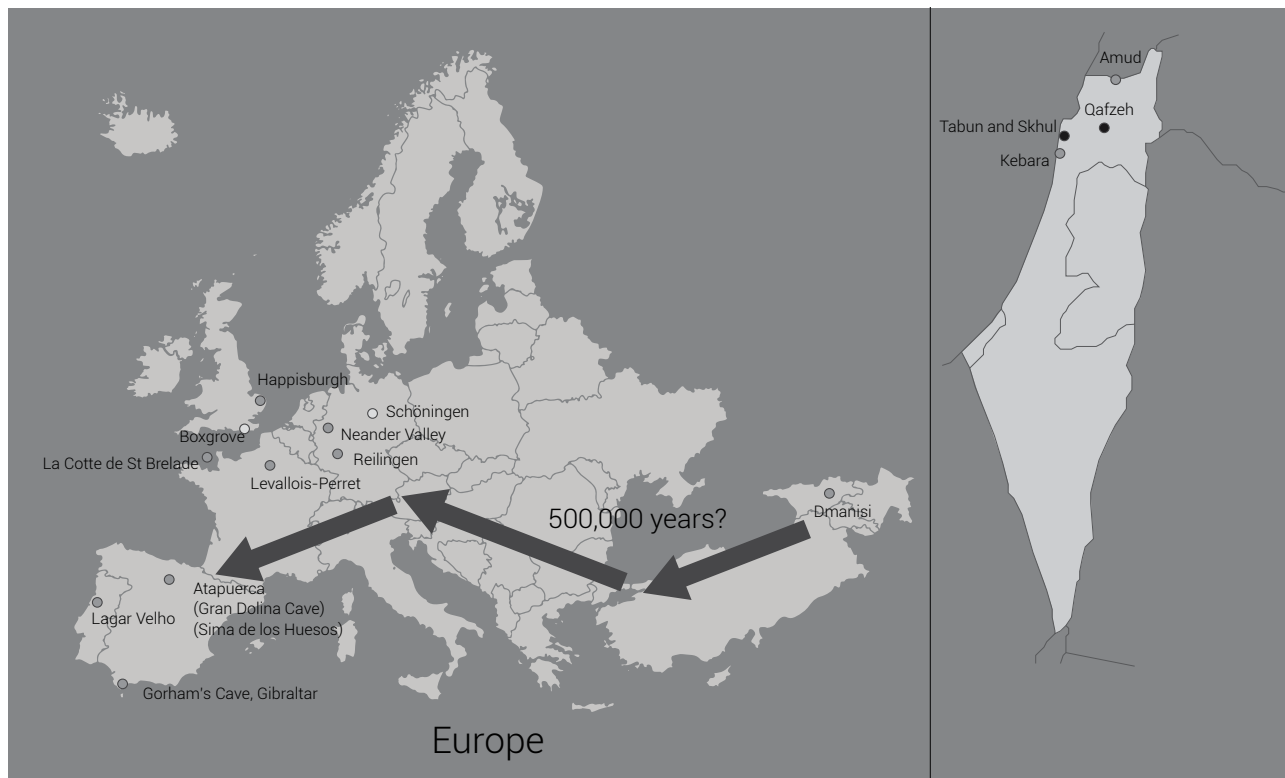 Happisburgh
Schöningen
Boxgrove
Neander Valley
La Cotte de St Brelade
Reilingen
Levallois-Perret
500,000 years?
Dmanisi
Atapuerca
(Gran Dolina Cave)
(Sima de los Huesos)
Lagar Velho
Gorham's Cave, Gibraltar
Europe
Amud
Qafzeh
Tabun and Skhul
Kebara